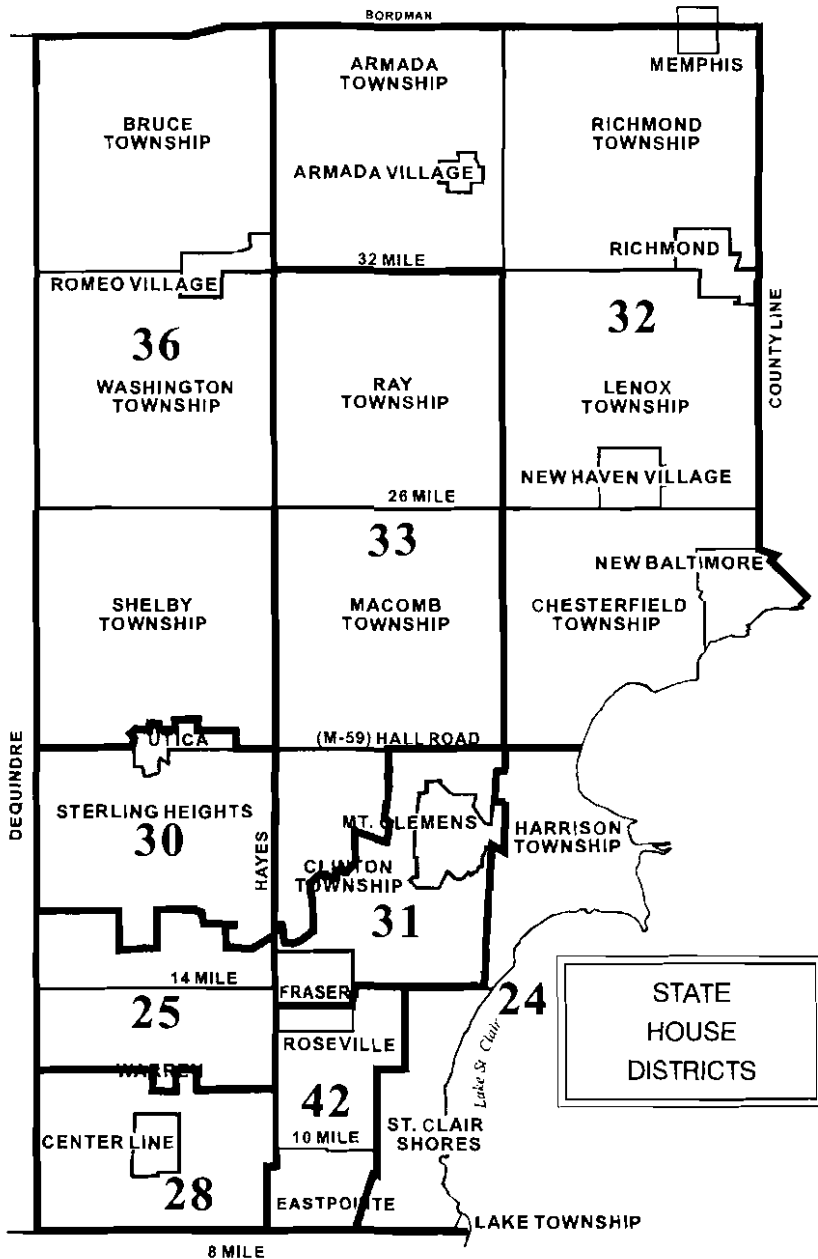 BORDMAN
ARMADA
TOWNSHIP
MEMPHIS
BRUCE
TOWNSHIP
RICHMOND
TOWNSHIP
ARMADA VILLAGE
RICHMOND
32 MILE
ROMEO VILLAGE
36
32
COUNTY LINE
WASHINGTON
TOWNSHIP
RAY
TOWNSHIP
LENOX
TOWNSHIP
NEW HAVEN VILLAGE
26 MILE
33
NEW BALTIMORE
SHELBY
TOWNSHIP
MACOMB
TOWNSHIP
CHESTERFIELD
TOWNSHIP
UTICA
(M-59) HALL ROAD
DEQUINDRE
STERLING HEIGHTS
30
HAYES
MT. CLEMENS
HARRISON
TOWNSHIP
CLINTON
TOWNSHIP
31
14 MILE
FRASER
24
STATE
HOUSE
DISTRICTS
25
ROSEVILLE
Lake St Clair
WARREN
42
CENTER LINE
10 MILE
ST. CLAIR
SHORES
28
EASTPOINTE
LAKE TOWNSHIP
8 MILE